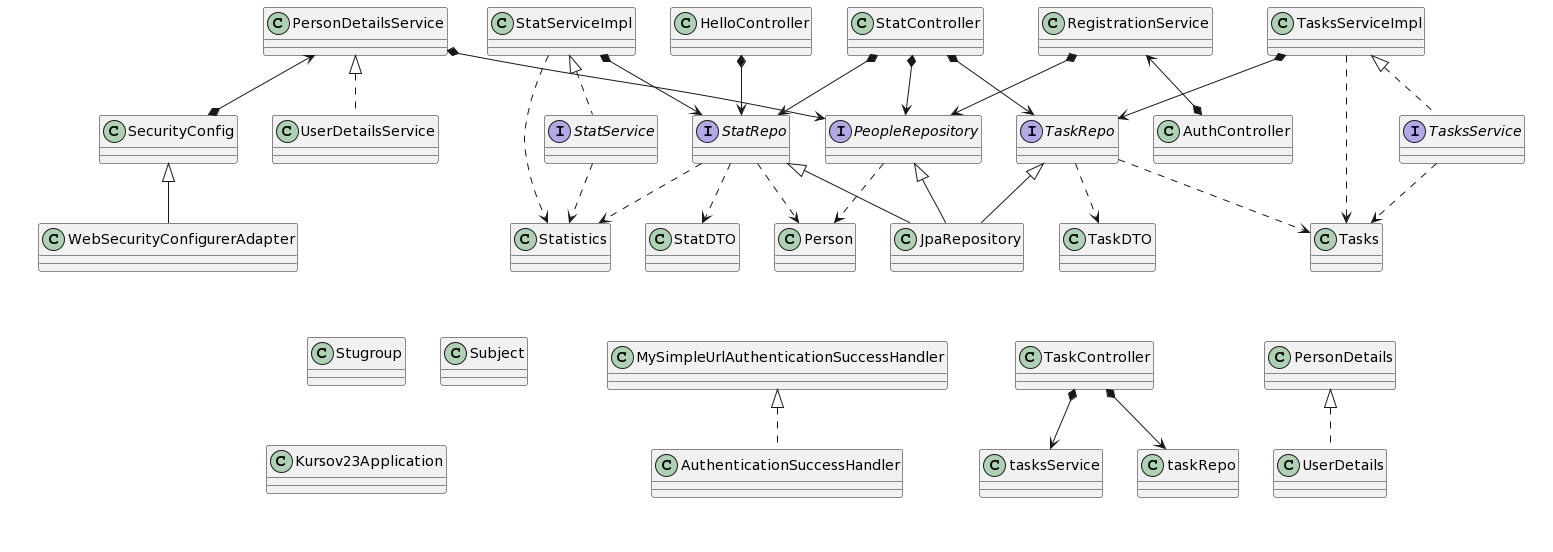 C PersonDetailsService
C StatServiceImpl
C HelloController
C StatController
C RegistrationService
C TasksServiceImpl
C SecurityConfig
C UserDetailsService
I StatService
I StatRepo
I PeopleRepository
I TaskRepo
C AuthController
I TasksService
C WebSecurityConfigurerAdapter
C Statistics
C StatDTO
C Person
C JpaRepository
C TaskDTO
C Tasks
C Stugroup
C Subject
C MySimpleUrlAuthenticationSuccessHandler
C TaskController
C PersonDetails
C Kursov23Application
C AuthenticationSuccessHandler
C tasksService
C taskRepo
C UserDetails